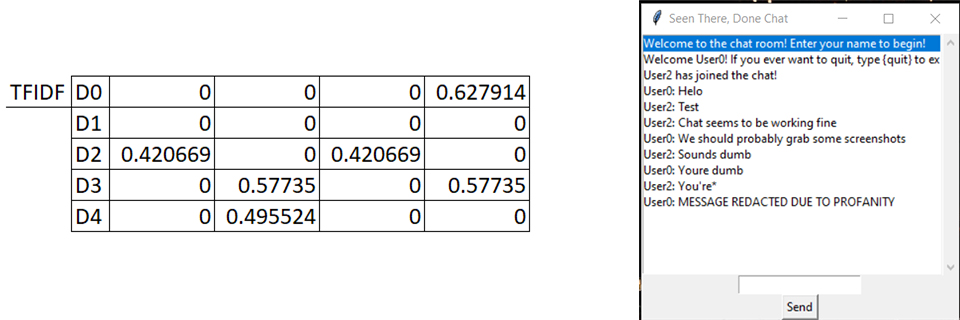 TFIDF D0 0 0 0 0.627914
D1 0 0 0 0
D2 0.420669 0 0.420669 0
D3 0 0.57735 0 0.57735
D4 0 0.495524 0 0
Seen There, Done Chat
Welcome to the chat room! Enter your name to begin!
Welcome User0! If you ever want to quit, type {quit} to ex
User2 has joined the chat!
User0: Helo
User2: Test
User2: Chat seems to be working fine
User0: We should probably grab some screenshots
User2: Sounds dumb
User0: Youre dumb
User2: You're*
User0: MESSAGE REDACTED DUE TO PROFANITY
Send